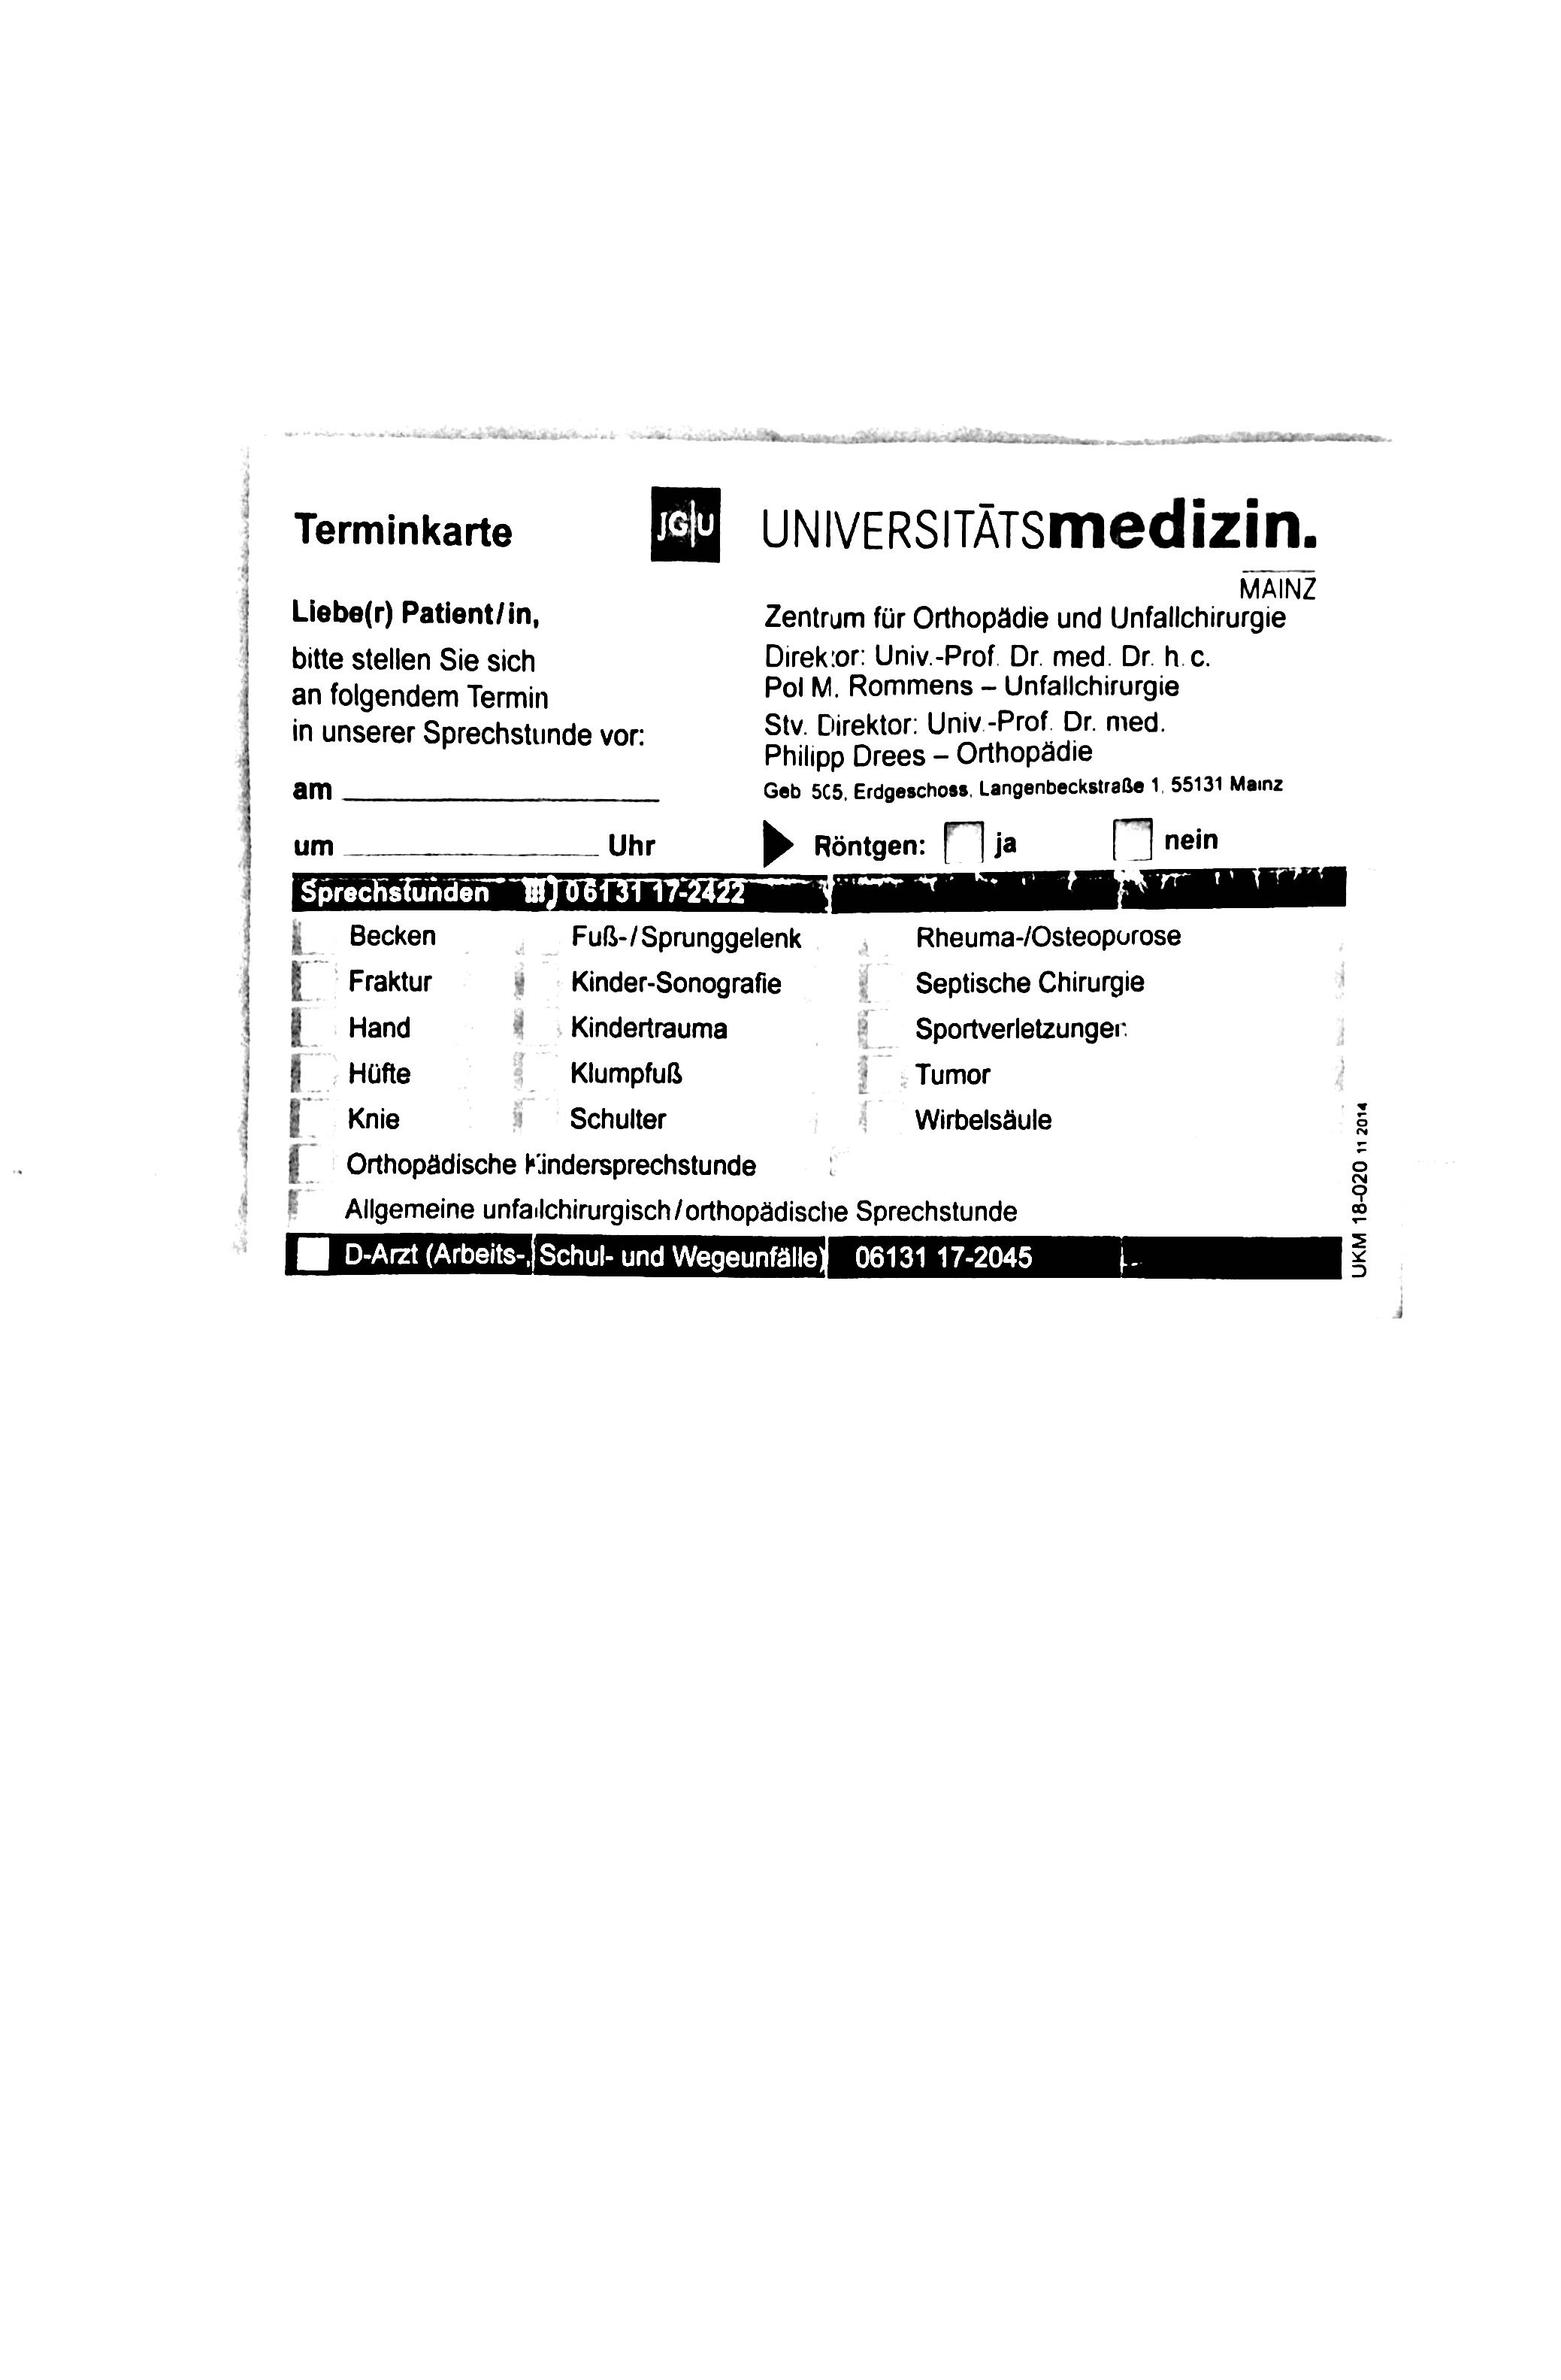 Terminkarte
JG|U
UNIVERSITÄTSmedizin.
MAINZ
Liebe(r) Patient/in,
bitte stellen Sie sich
an folgendem Termin
in unserer Sprechstunde vor:
am
um Uhr
Zentrum für Orthopädie und Unfallchirurgie
Direktor: Univ.-Prof. Dr. med. Dr. h. c.
Pol M. Rommens – Unfallchirurgie
Stv. Direktor: Univ.-Prof. Dr. med.
Philipp Drees – Orthopädie
Geb 505, Erdgeschoss, Langenbeckstraße 1, 55131 Mainz
Röntgen: ja nein
Sprechstunden 06131 17-2422
Becken Fuß-/Sprunggelenk Rheuma-/Osteoporose
Fraktur Kinder-Sonografie Septische Chirurgie
Hand Kindertrauma Sportverletzungen
Hüfte Klumpfuß Tumor
Knie Schulter Wirbelsäule
Orthopädische Kindersprechstunde
Allgemeine unfallchirurgisch/orthopädische Sprechstunde
D-Arzt (Arbeits-, Schul- und Wegeunfälle) 06131 17-2045
UKM 18-020 11 2014